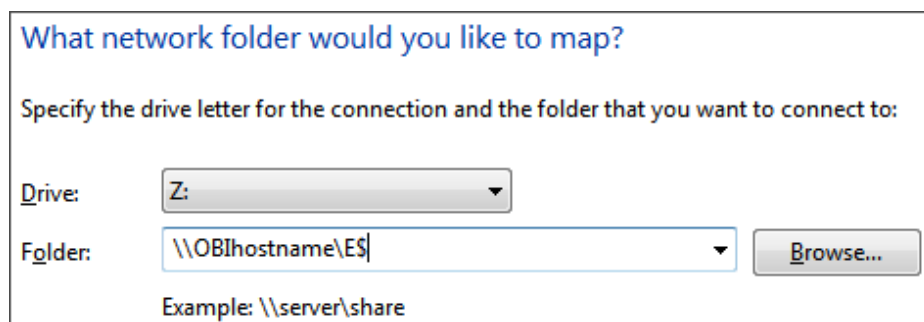 What network folder would you like to map?
Specify the drive letter for the connection and the folder that you want to connect to:
Drive: Z:
Folder: \\OBIhostname\E$ Browse...
Example: \\server\share